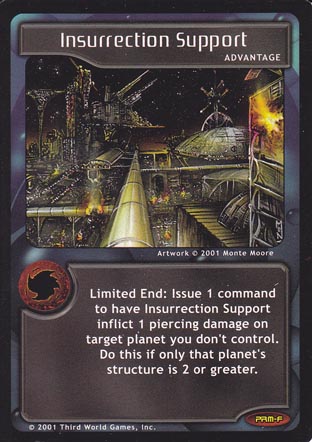 Insurrection Support
ADVANTAGE
Artwork © 2001 Monte Moore
Limited End: Issue 1 command
to have Insurrection Support
inflict 1 piercing damage on
target planet you don't control.
Do this if only that planet's
structure is 2 or greater.
© 2001 Third World Games, Inc.
PRM-F